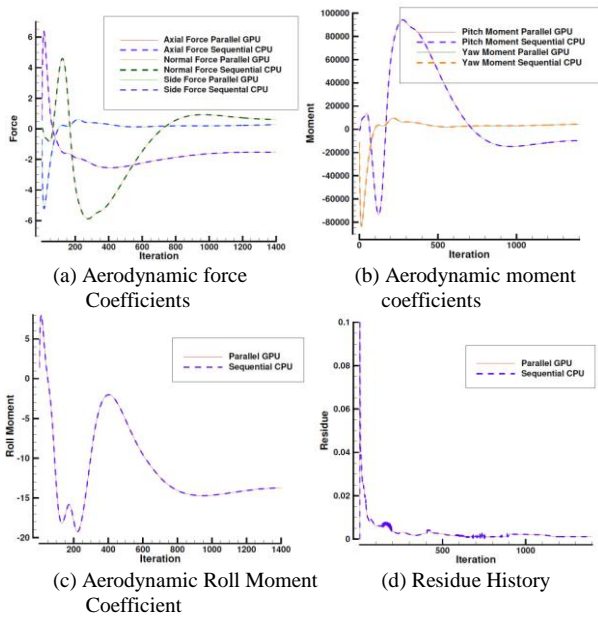 Axial Force Parallel GPU
Axial Force Sequential CPU
Normal Force Parallel GPU
Normal Force Sequential CPU
Side Force Parallel GPU
Side Force Sequental CPU
6
4
2
0
-2
-4
-6
Force
200 400 600 800 1000 1200 1400
Iteration
(a) Aerodynamic force
Coefficients
Pitch Moment Parallel GPU
Pitch Moment Sequential CPU
Yaw Moment Parallel GPU
Yaw Moment Sequential CPU
100000
80000
60000
40000
20000
0
-20000
-40000
-60000
-80000
Moment
0 500 1000
Iteration
(b) Aerodynamic moment
coefficients
Parallel GPU
Sequential CPU
5
0
-5
-10
-15
-20
Roll Moment
200 400 600 800 1000 1200 1400
Iteration
(c) Aerodynamic Roll Moment
Coefficient
Parallel GPU
Sequential CPU
0.1
0.08
0.06
0.04
0.02
0
Residue
500 1000
Iteration
(d) Residue History